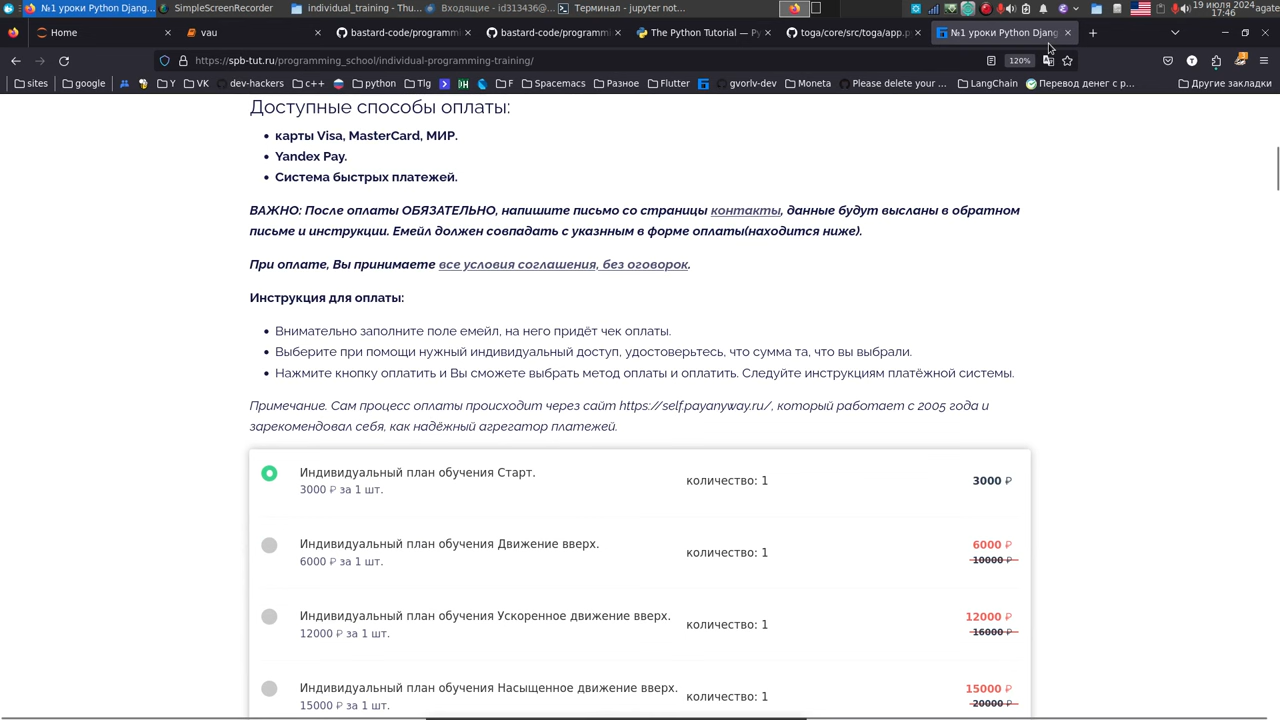 Python Djang...
SimpleScreenRecorder
individual_training - Thu...
Входящие - id313436@...
Терминал - jupyter not...
19 июля 2024
17:46
agate
Home
vau
bastard-code/programmi
bastard-code/programmi
The Python Tutorial — Py
toga/core/src/toga/app.p
№1 уроки Python Djang
https://spb-tut.ru/programming_school/individual-programming-training/
120%
sites
google
Y
VK
dev-hackers
c++
python
Tlg
F
Spacemacs
Разное
Flutter
gvorlv-dev
Moneta
Please delete your ...
LangChain
Перевод денег с р...
Другие закладки
Доступные способы оплаты:
карты Visa, MasterCard, МИР.
Yandex Pay.
Система быстрых платежей.
ВАЖНО: После оплаты ОБЯЗАТЕЛЬНО, напишите письмо со страницы контакты, данные будут высланы в обратном
письме и инструкции. Емейл должен совпадать с указнным в форме оплаты(находится ниже).
При оплате, Вы принимаете все условия соглашения, без оговорок.
Инструкция для оплаты:
Внимательно заполните поле емейл, на него придёт чек оплаты.
Выберите при помощи нужный индивидуальный доступ, удостоверьтесь, что сумма та, что вы выбрали.
Нажмите кнопку оплатить и Вы сможете выбрать метод оплаты и оплатить. Следуйте инструкциям платёжной системы.
Примечание. Сам процесс оплаты происходит через сайт https://self.payanyway.ru/, который работает с 2005 года и
зарекомендовал себя, как надёжный агрегатор платежей.
Индивидуальный план обучения Старт.
3000 ₽ за 1 шт.
количество: 1
3000 ₽
Индивидуальный план обучения Движение вверх.
6000 ₽ за 1 шт.
количество: 1
6000 ₽
10000 ₽
Индивидуальный план обучения Ускоренное движение вверх.
12000 ₽ за 1 шт.
количество: 1
12000 ₽
16000 ₽
Индивидуальный план обучения Насыщенное движение вверх.
15000 ₽ за 1 шт.
количество: 1
15000 ₽
20000 ₽